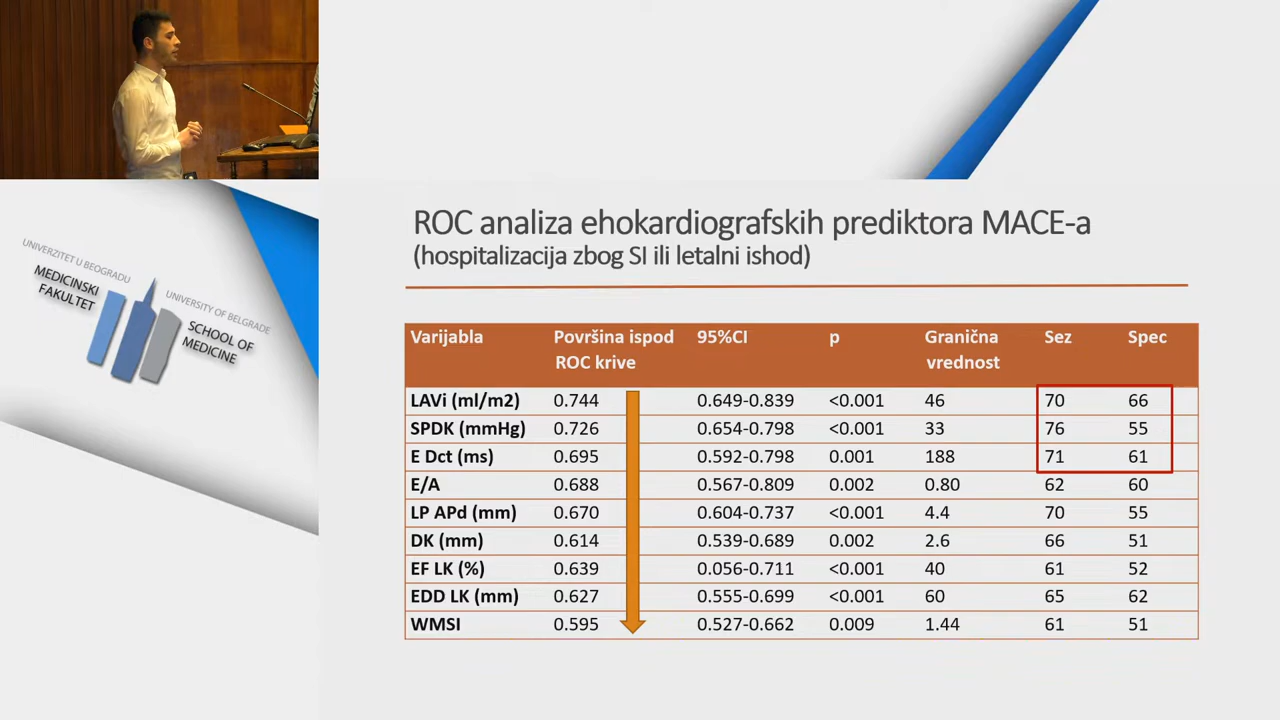 UNIVERZITET U BEOGRADU
MEDICINSKI
FAKULTET
UNIVERSITY OF BELGRADE
SCHOOL OF
MEDICINE
ROC analiza ehokardiografskih prediktora MACE-a
(hospitalizacija zbog SI ili letalni ishod)
Varijabla Površina ispod ROC krive 95%CI p Granična vrednost Sez Spec
LAVi (ml/m2) 0.744 0.649-0.839 <0.001 46 70 66
SPDK (mmHg) 0.726 0.654-0.798 <0.001 33 76 55
E Dct (ms) 0.695 0.592-0.798 0.001 188 71 61
E/A 0.688 0.567-0.809 0.002 0.80 62 60
LP APd (mm) 0.670 0.604-0.737 <0.001 4.4 70 55
DK (mm) 0.614 0.539-0.689 0.002 2.6 66 51
EF LK (%) 0.639 0.056-0.711 <0.001 40 61 52
EDD LK (mm) 0.627 0.555-0.699 <0.001 60 65 62
WMSI 0.595 0.527-0.662 0.009 1.44 61 51